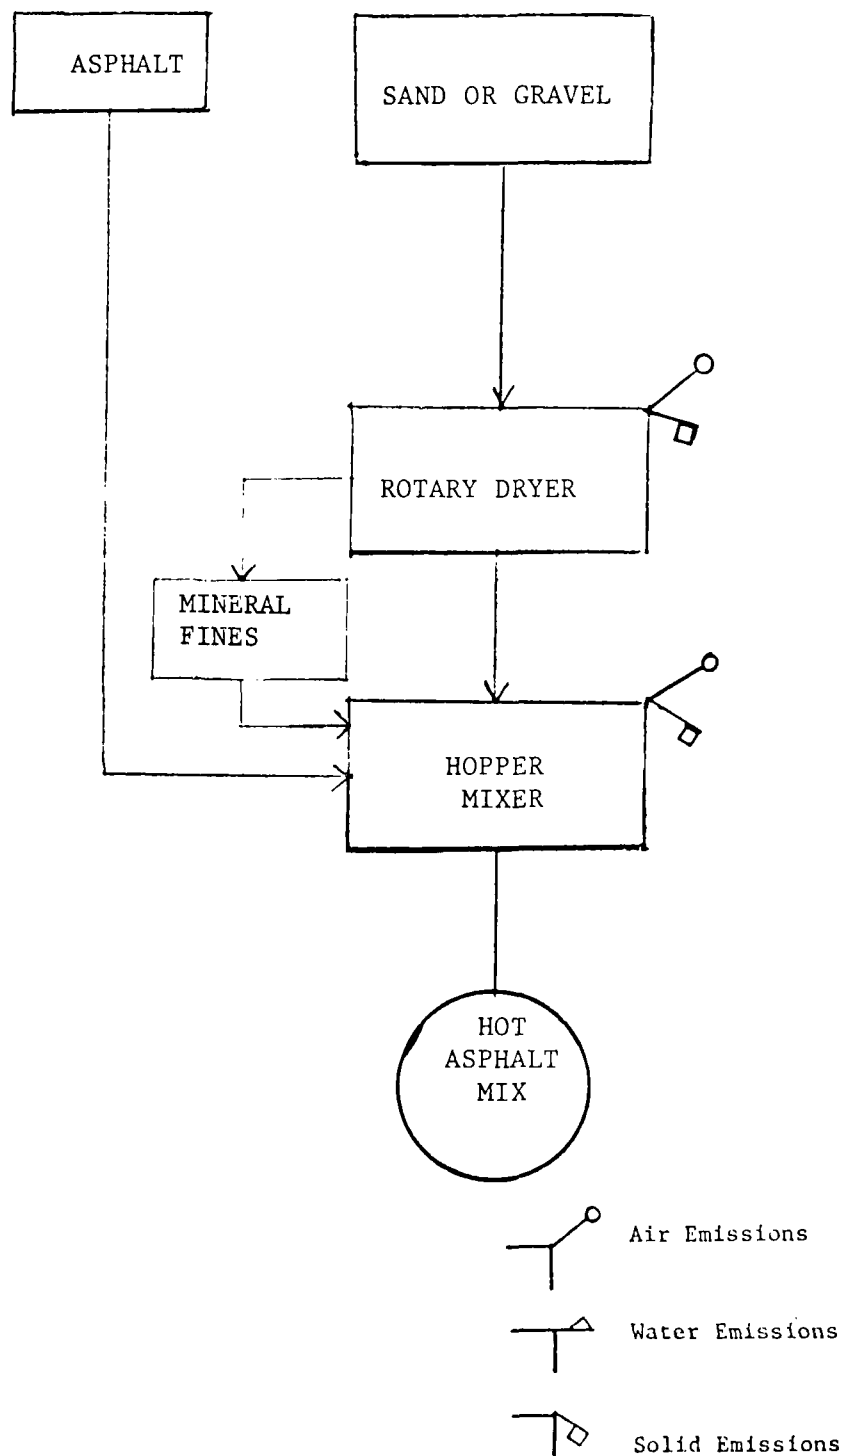 ASPHALT
SAND OR GRAVEL
ROTARY DRYER
MINERAL
FINES
HOPPER
MIXER
HOT
ASPHALT
MIX
Air Emissions
Water Emissions
Solid Emissions